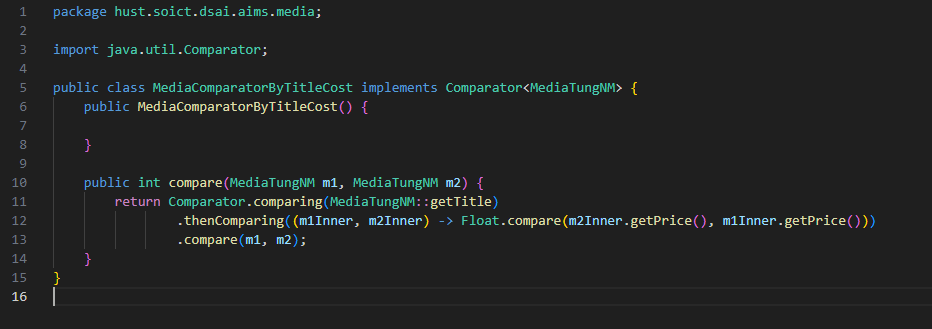 1 package hust.soict.dsai.aims.media;
2
3 import java.util.Comparator;
4
5 public class MediaComparatorByTitleCost implements Comparator<MediaTungNM> {
6     public MediaComparatorByTitleCost() {
7
8     }
9
10     public int compare(MediaTungNM m1, MediaTungNM m2) {
11         return Comparator.comparing(MediaTungNM::getTitle)
12                 .thenComparing((m1Inner, m2Inner) -> Float.compare(m2Inner.getPrice(), m1Inner.getPrice()))
13                 .compare(m1, m2);
14     }
15 }
16